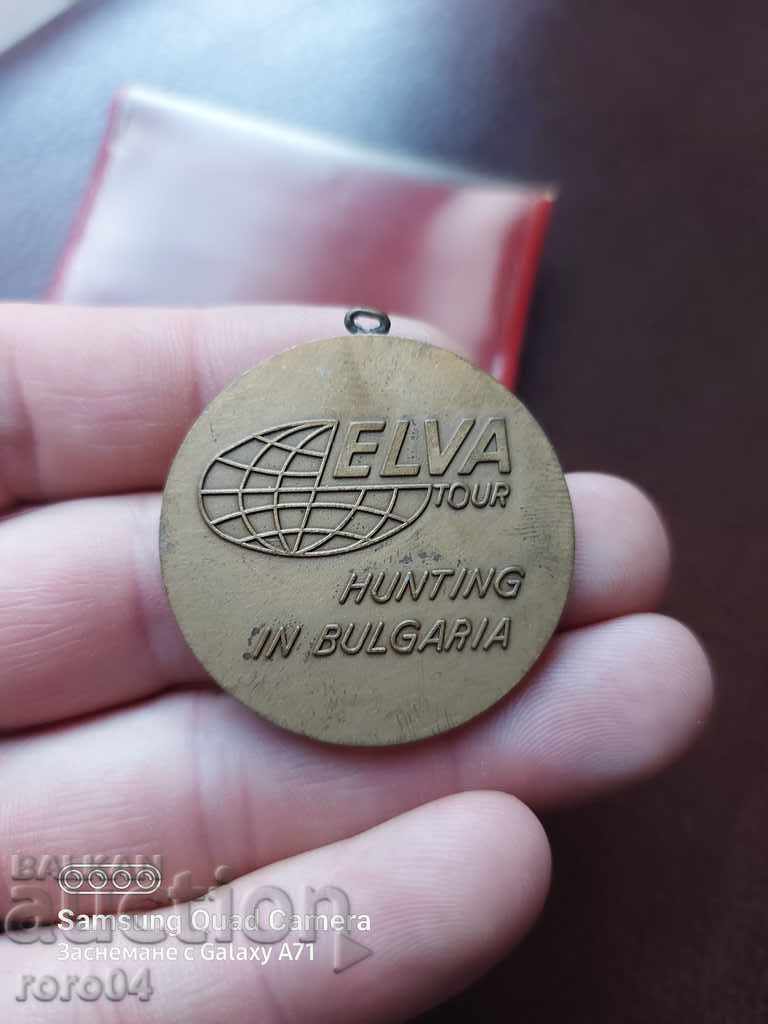 ELVA
TOUR
HUNTING
IN BULGARIA
BALKAN
auction
Samsung Quad Camera
Заснемане с Galaxy A71
roro04